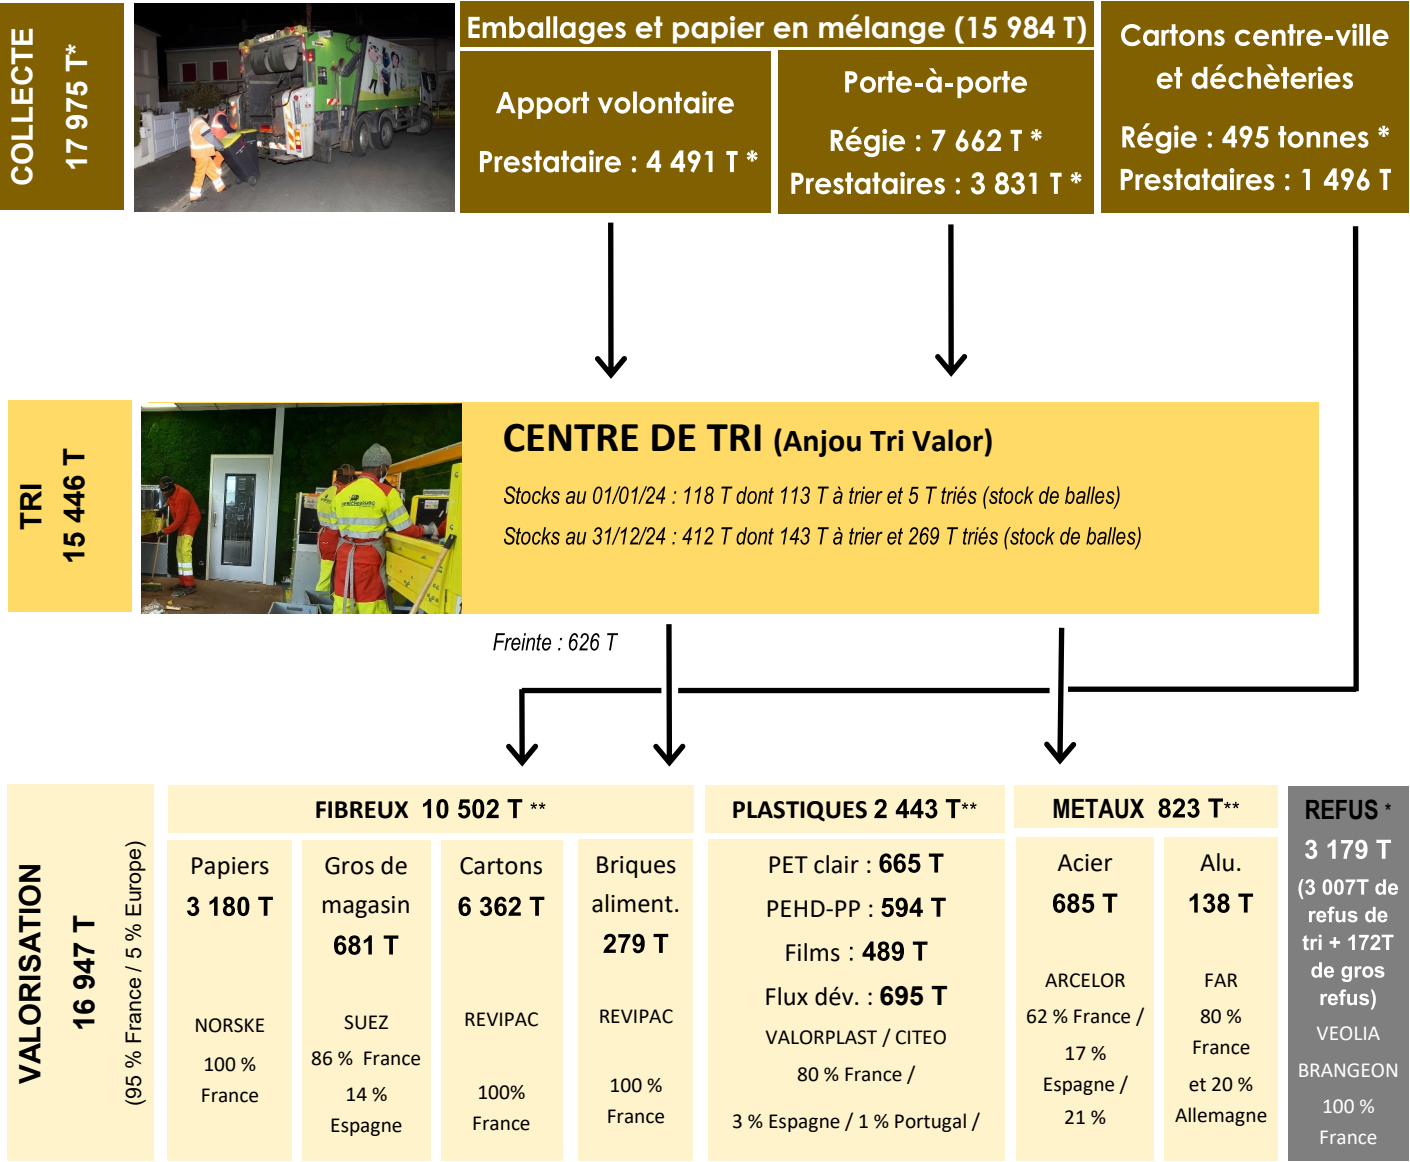 COLLECTE
17 975 T*
Emballages et papier en mélange (15 984 T)
Apport volontaire
Prestataire : 4 491 T *
Porte-à-porte
Régie : 7 662 T *
Prestataires : 3 831 T *
Cartons centre-ville
et déchèteries
Régie : 495 tonnes *
Prestataires : 1 496 T
TRI
15 446 T
CENTRE DE TRI (Anjou Tri Valor)
Stocks au 01/01/24 : 118 T dont 113 T à trier et 5 T triés (stock de balles)
Stocks au 31/12/24 : 412 T dont 143 T à trier et 269 T triés (stock de balles)
Freinte : 626 T
VALORISATION
16 947 T
(95 % France / 5 % Europe)
FIBREUX 10 502 T **
Papiers
3 180 T
NORSKE
100 %
France
Gros de
magasin
681 T
SUEZ
86 % France
14 %
Espagne
Cartons
6 362 T
REVIPAC
100%
France
Briques
aliment.
279 T
REVIPAC
100 %
France
PLASTIQUES 2 443 T**
PET clair : 665 T
PEHD-PP : 594 T
Films : 489 T
Flux dév. : 695 T
VALORPLAST / CITEO
80 % France /
3 % Espagne / 1 % Portugal /
METAUX 823 T**
Acier
685 T
ARCELOR
62 % France /
17 %
Espagne /
21 %
Alu.
138 T
FAR
80 %
France
et 20 %
Allemagne
REFUS *
3 179 T
(3 007T de
refus de
tri + 172T
de gros
refus)
VEOLIA
BRANGEON
100 %
France